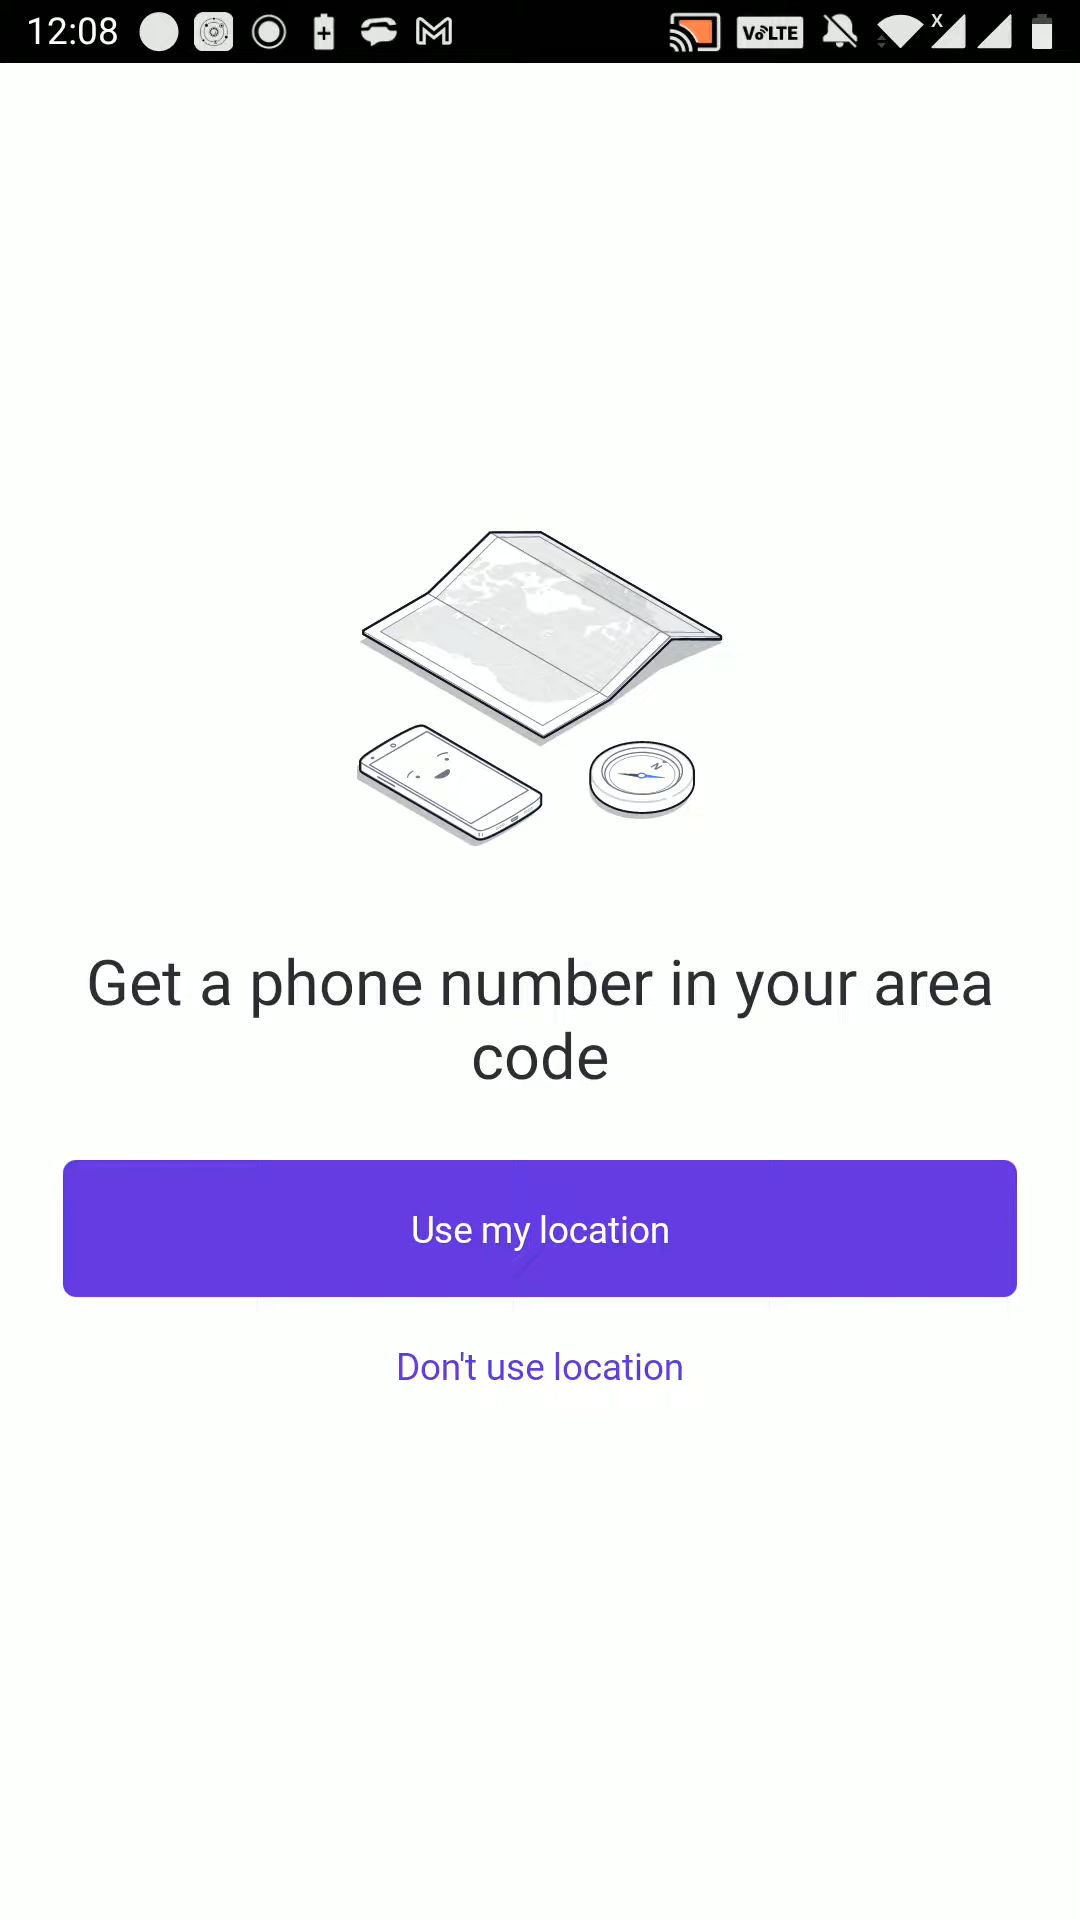 12:08
VoLTE
X
N
Get a phone number in your area
code
Use my location
Don't use location